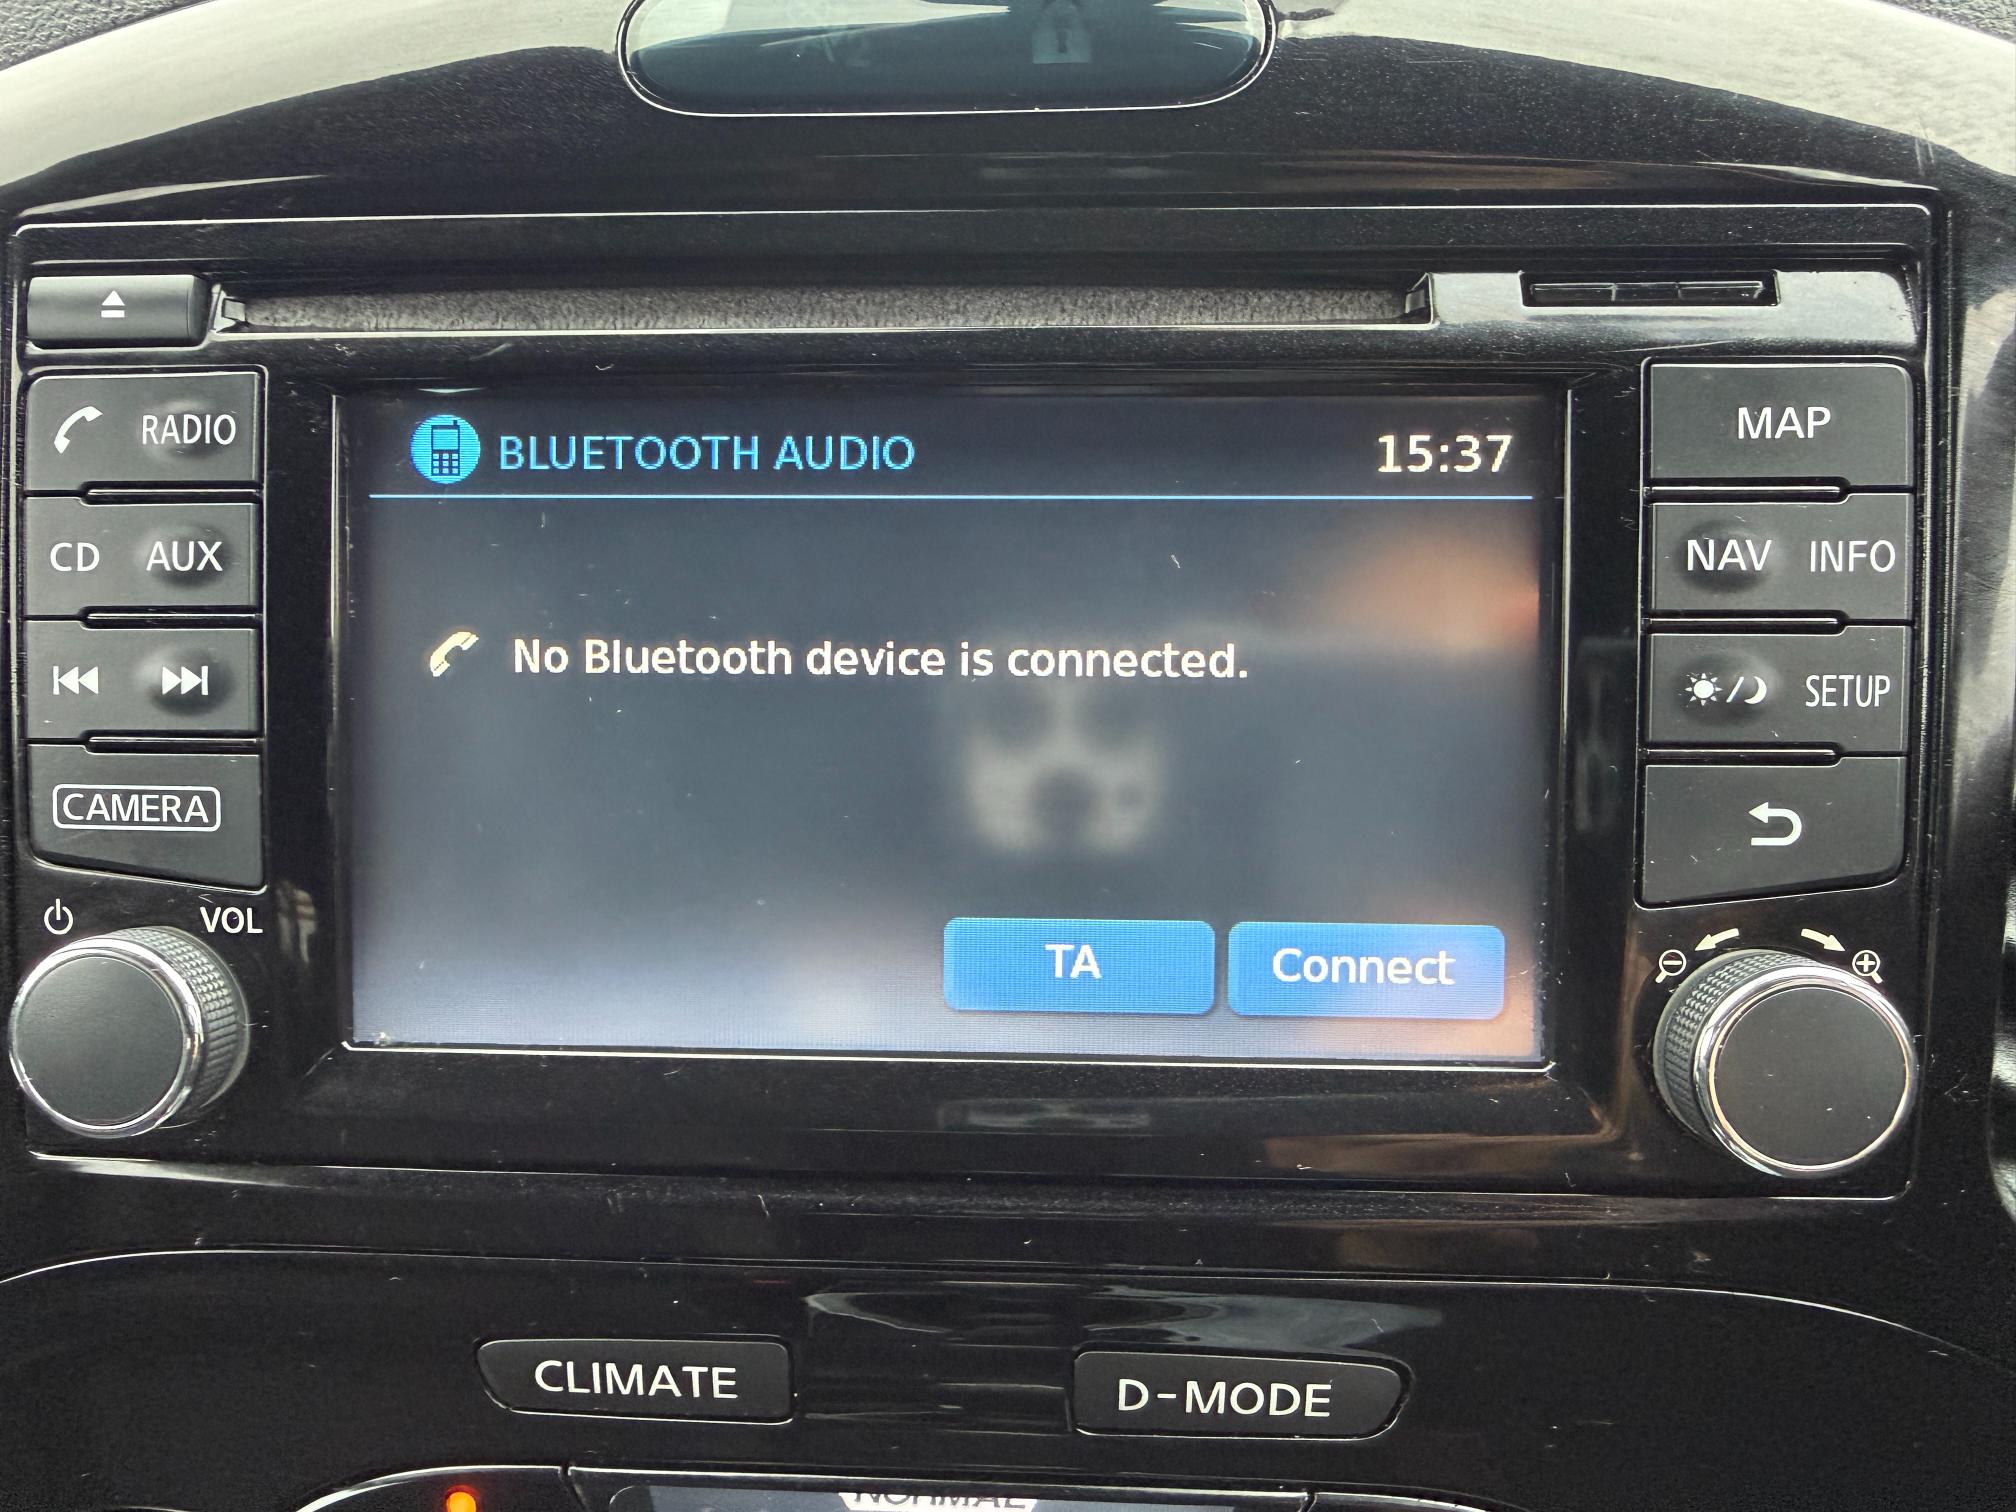 RADIO
CD AUX
CAMERA
VOL
BLUETOOTH AUDIO 15:37
No Bluetooth device is connected.
TA Connect
MAP
NAV INFO
SETUP
CLIMATE D-MODE
NORMAL